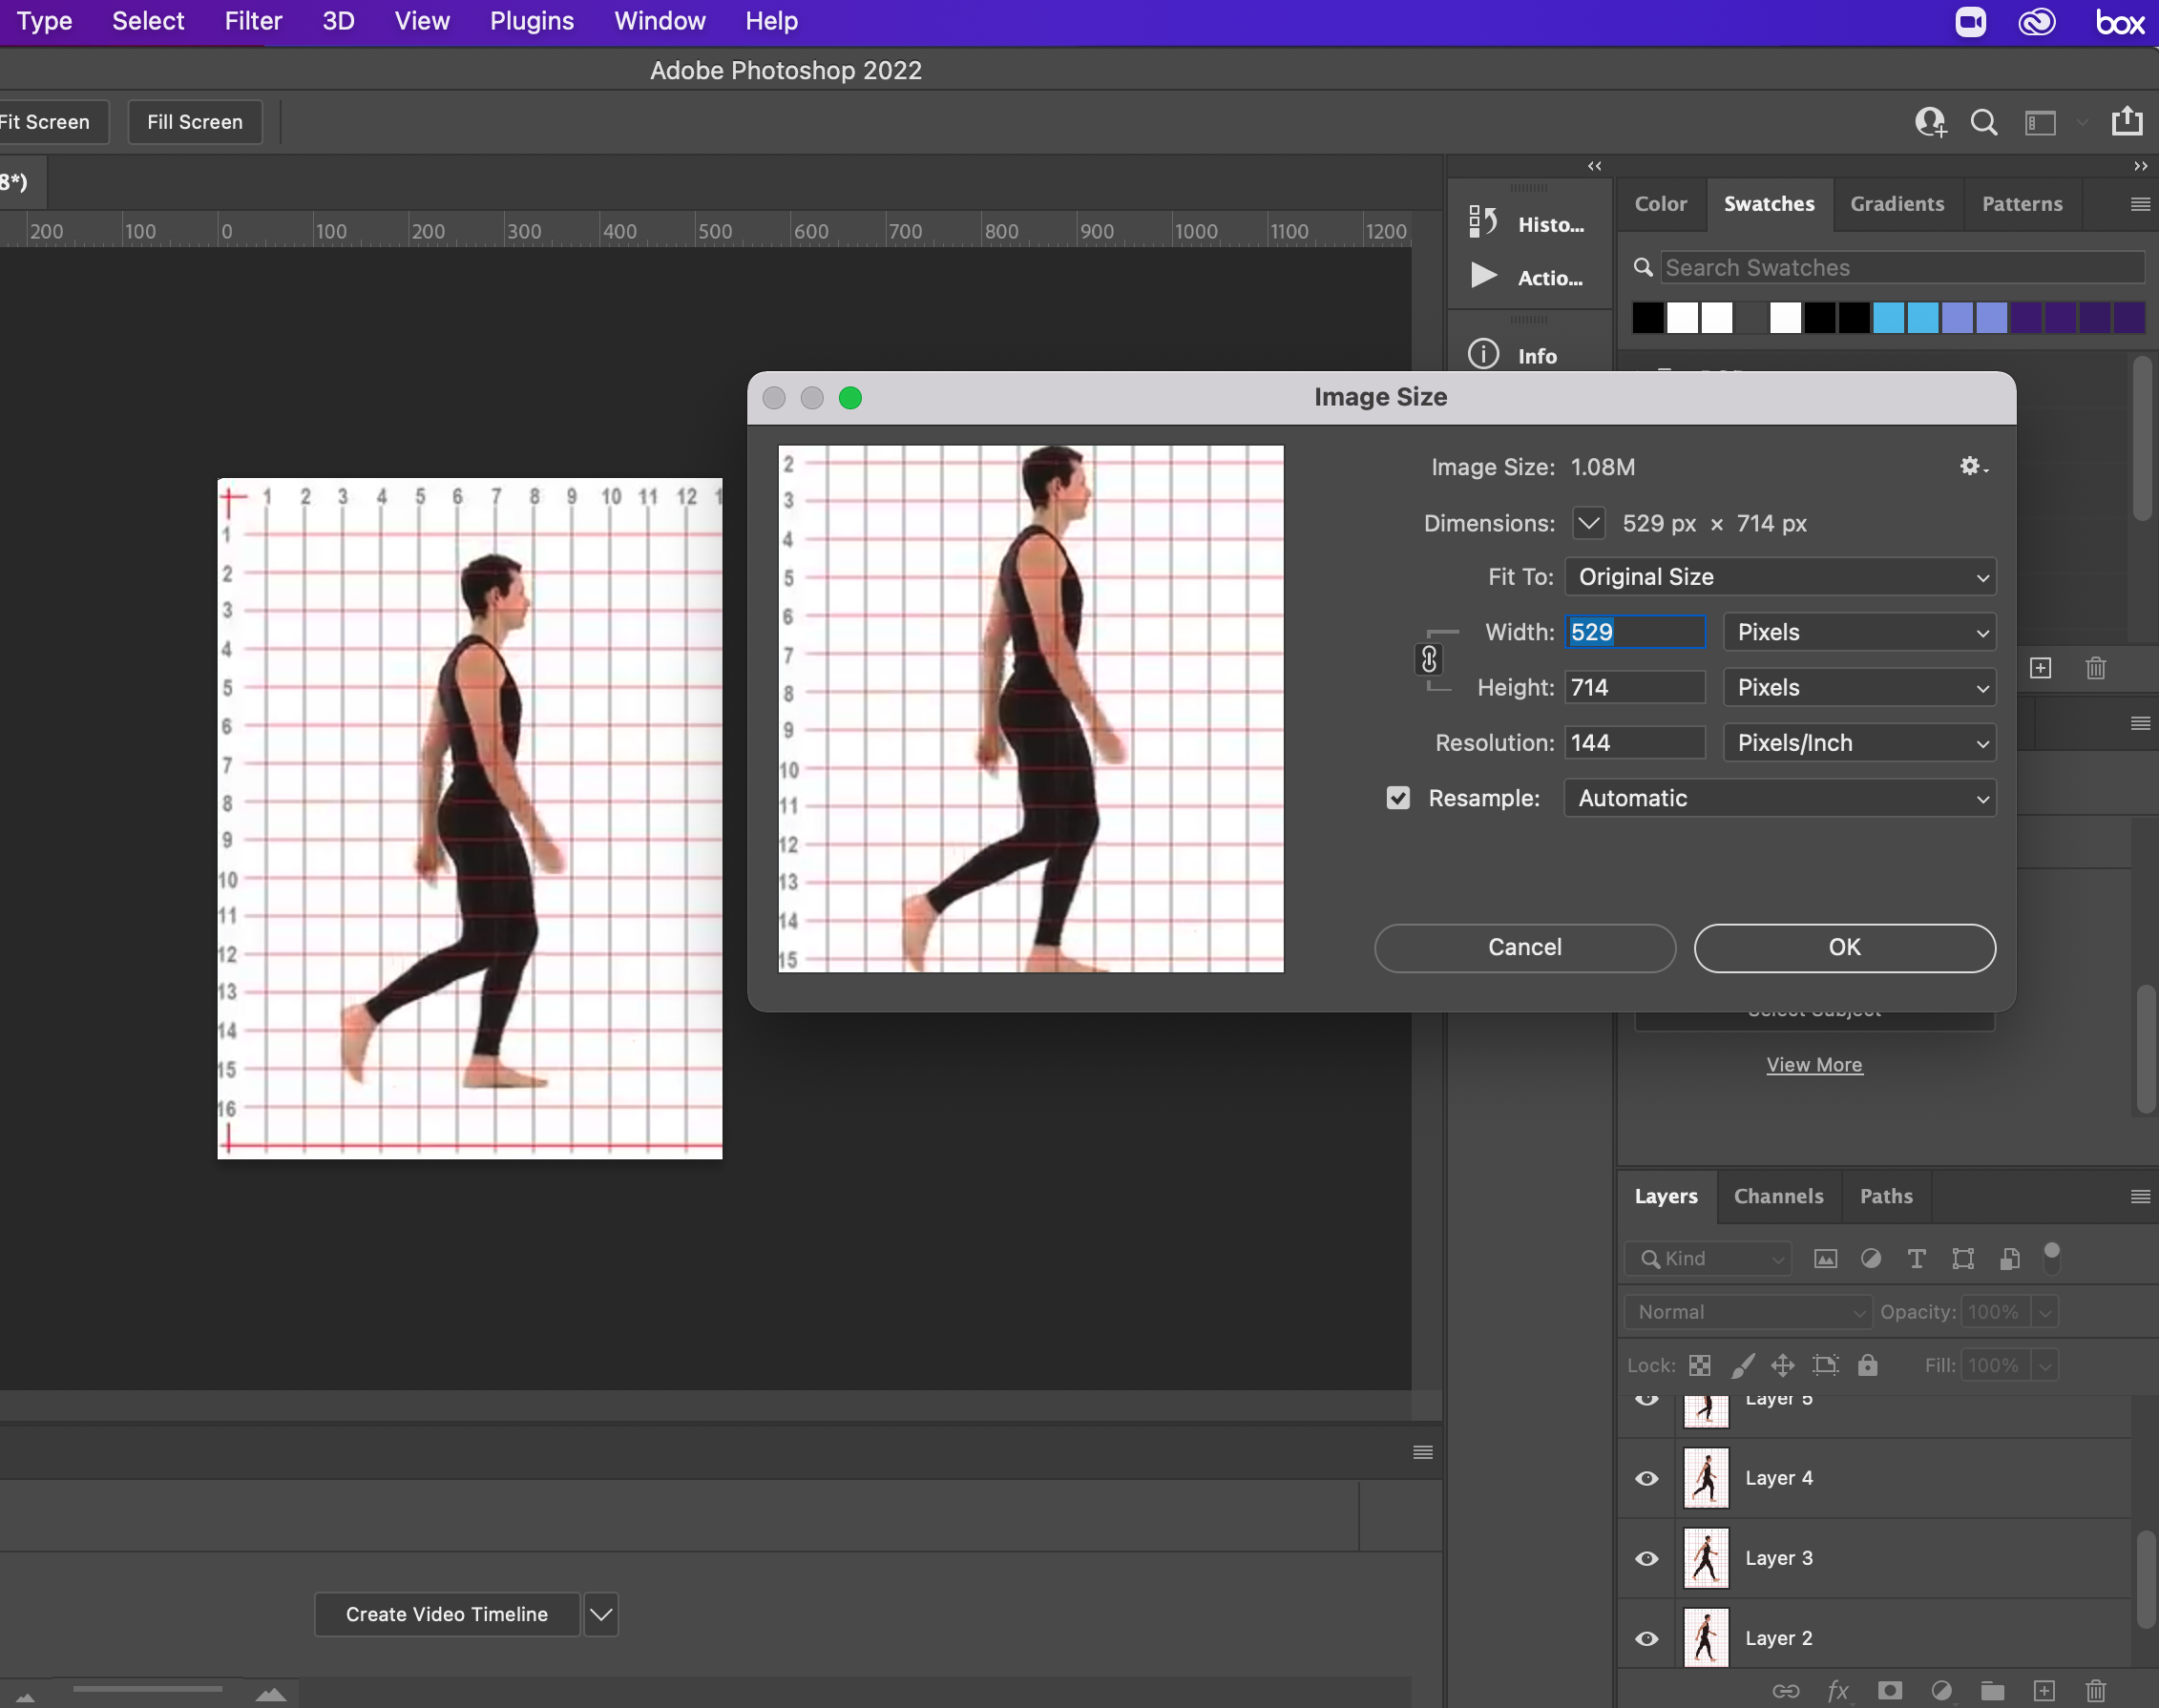 Type Select Filter 3D View Plugins Window Help box
Adobe Photoshop 2022
Fit Screen Fill Screen
8*)
200 100 0 100 200 300 400 500 600 700 800 900 1000 1100 1200
Histo...
Actio...
Info
Color Swatches Gradients Patterns
Search Swatches
1 2 3 4 5 6 7 8 9 10 11 12 1
1
2
3
4
5
6
7
8
9
10
11
12
13
14
15
16
Image Size
2
3
4
5
6
7
8
9
10
11
12
13
14
15
Image Size: 1.08M
Dimensions: 529 px × 714 px
Fit To: Original Size
Width: 529 Pixels
Height: 714 Pixels
Resolution: 144 Pixels/Inch
Resample: Automatic
Cancel OK
Select Subject
View More
Layers Channels Paths
Kind
Normal Opacity: 100%
Lock: Fill: 100%
Layer 5
Layer 4
Layer 3
Layer 2
fx
Create Video Timeline